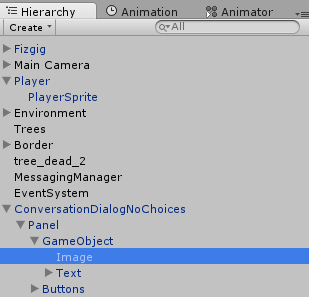 Hierarchy Animation Animator
Create All
Fizgig
Main Camera
Player
PlayerSprite
Environment
Trees
Border
tree_dead_2
MessagingManager
EventSystem
ConversationDialogNoChoices
Panel
GameObject
Image
Text
Buttons